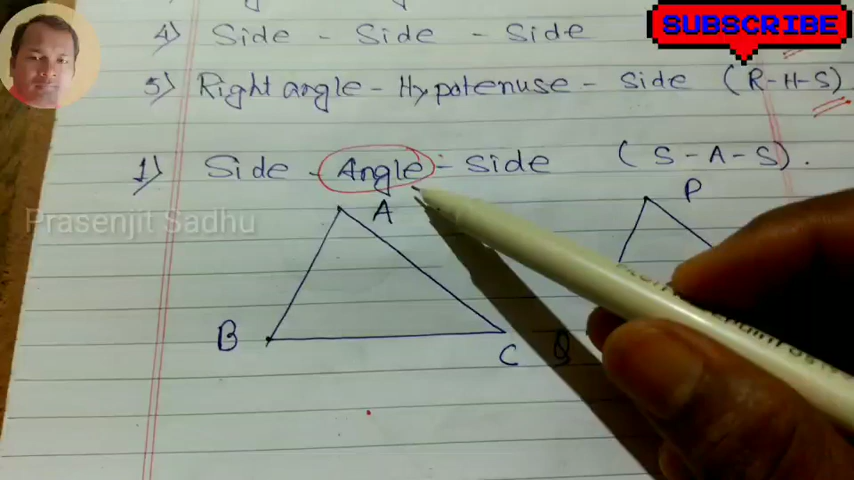 SUBSCRIBE
4) Side - Side - Side
5) Right angle - Hypotenuse - Side (R-H-S)
1) Side - Angle - Side (S-A-S).
Prasenjit Sadhu
A
P
B
C
Q